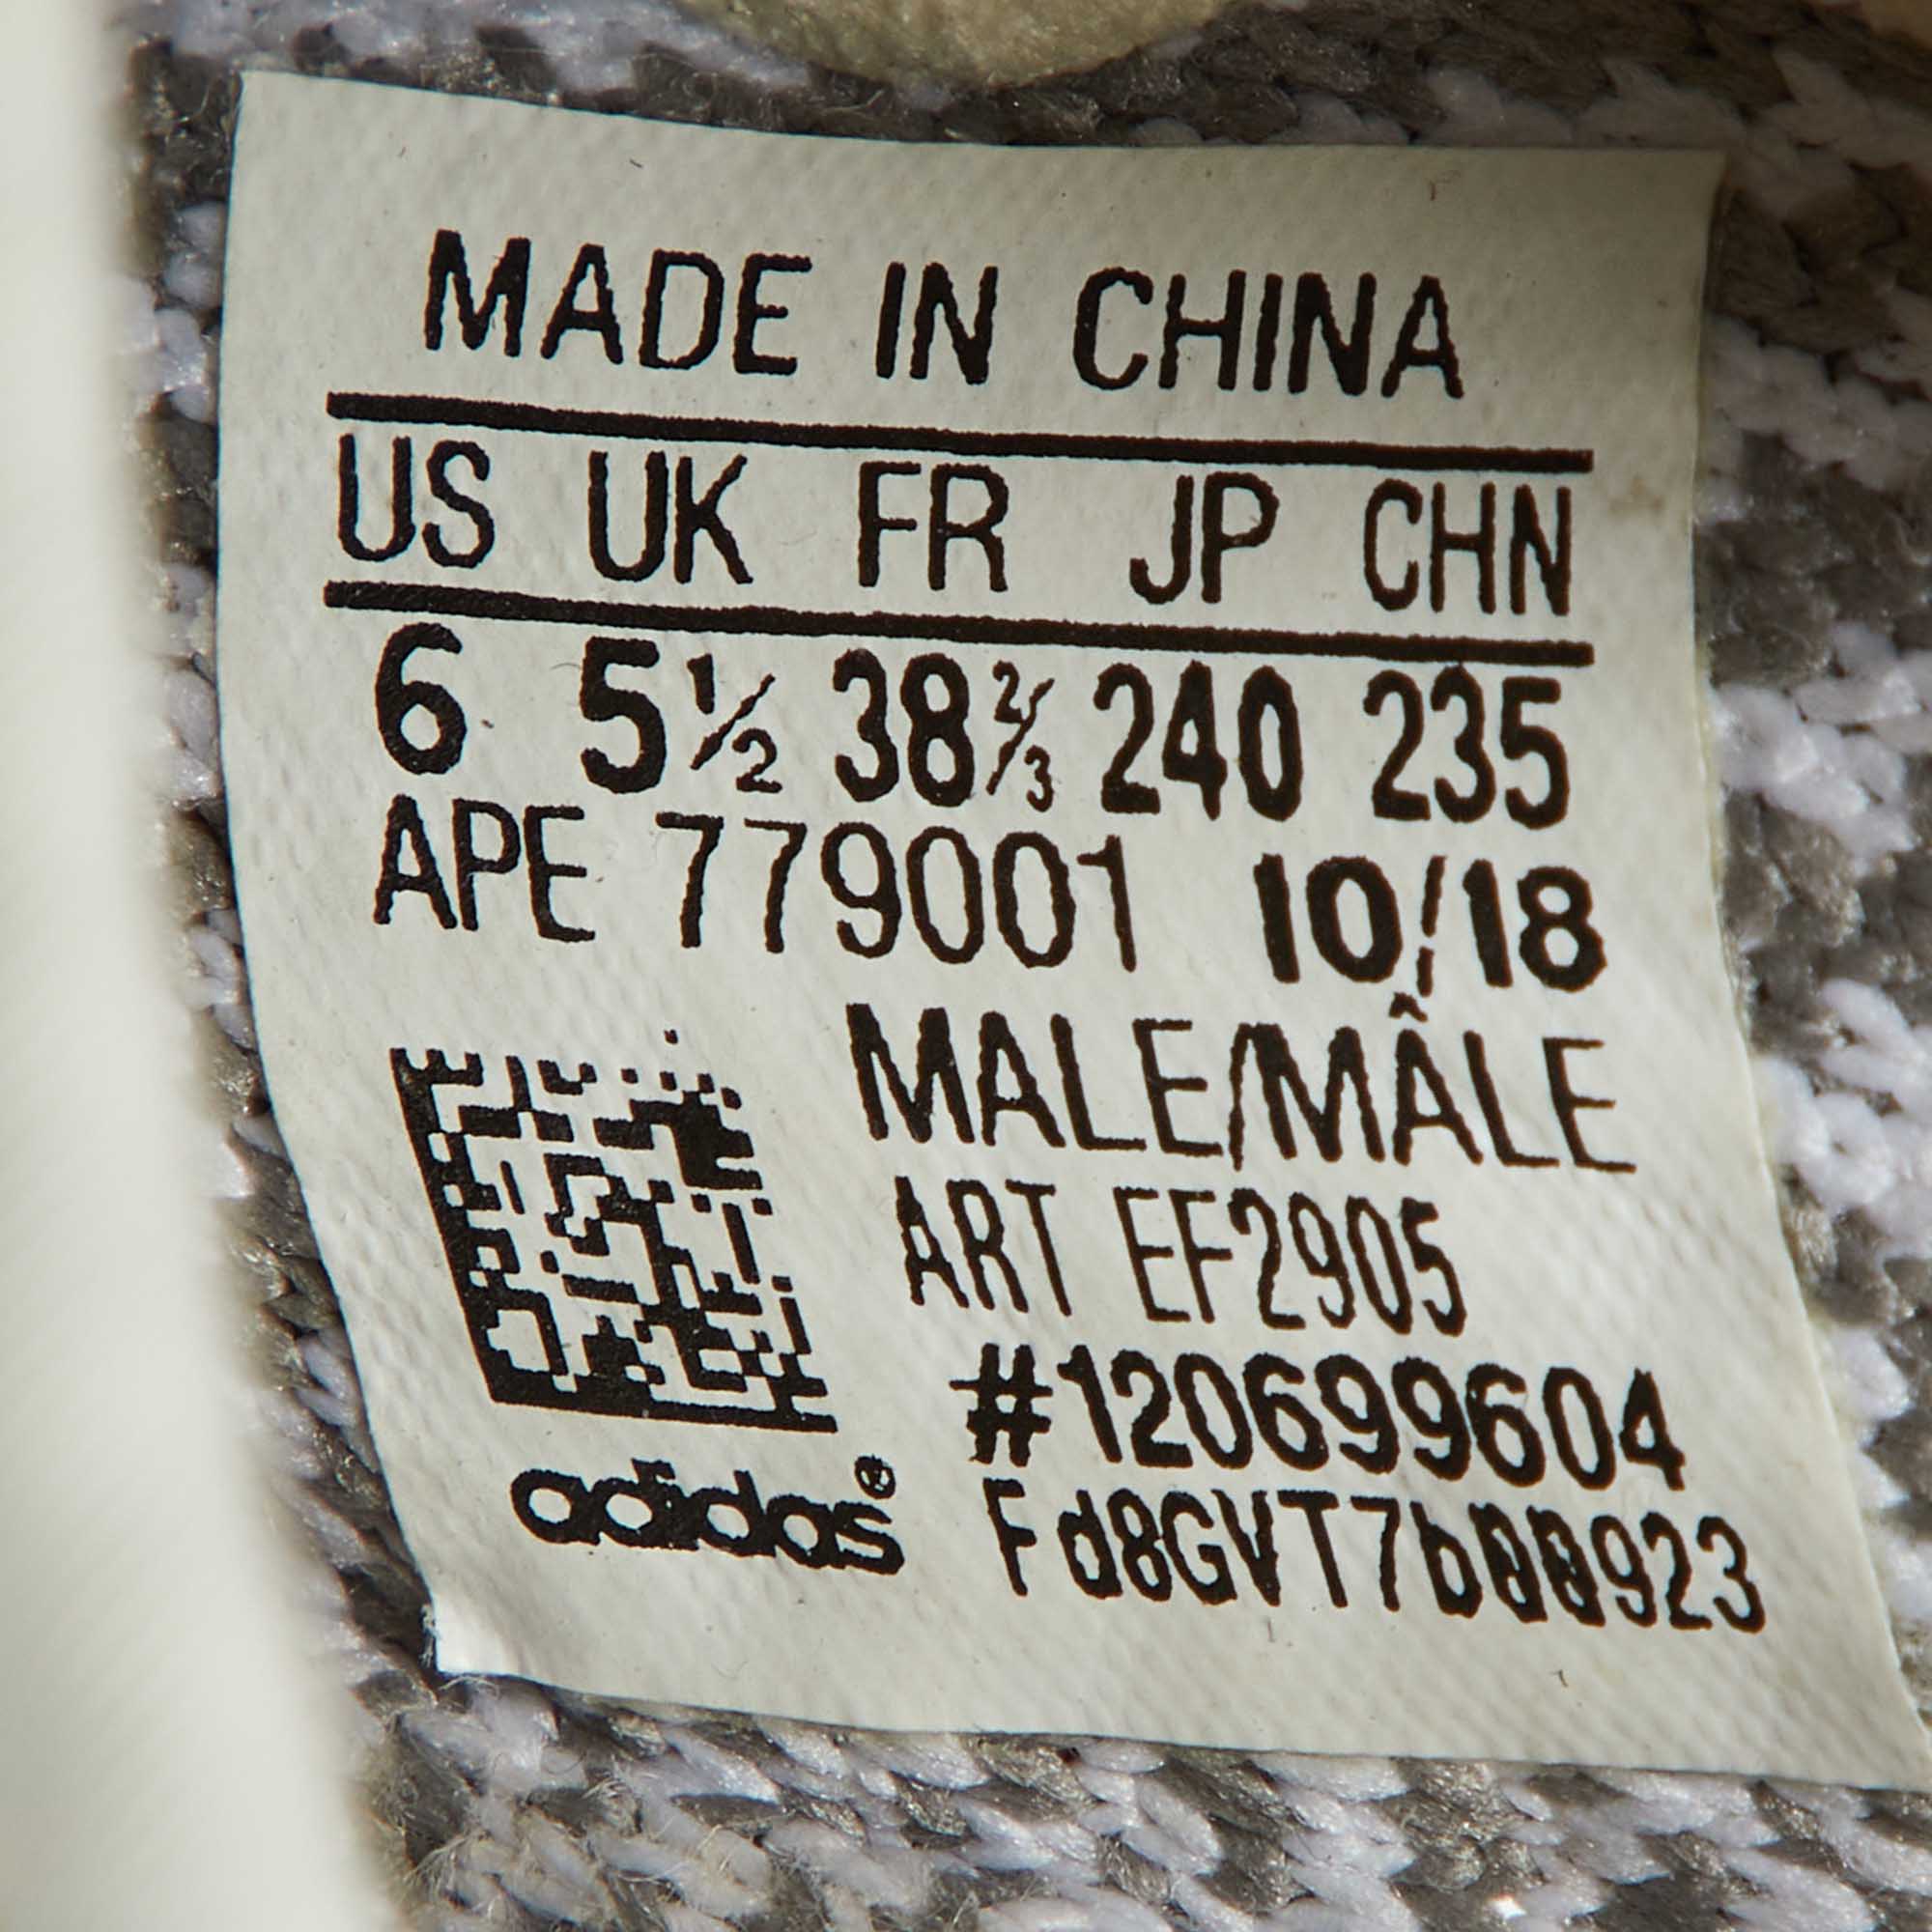 MADE IN CHINA
US UK FR JP CHN
6 5½ 38⅔ 240 235
APE 779001 10/18
MALE/MÂLE
ART EF2905
#120699604
adidas® Fd8GVT7b00923